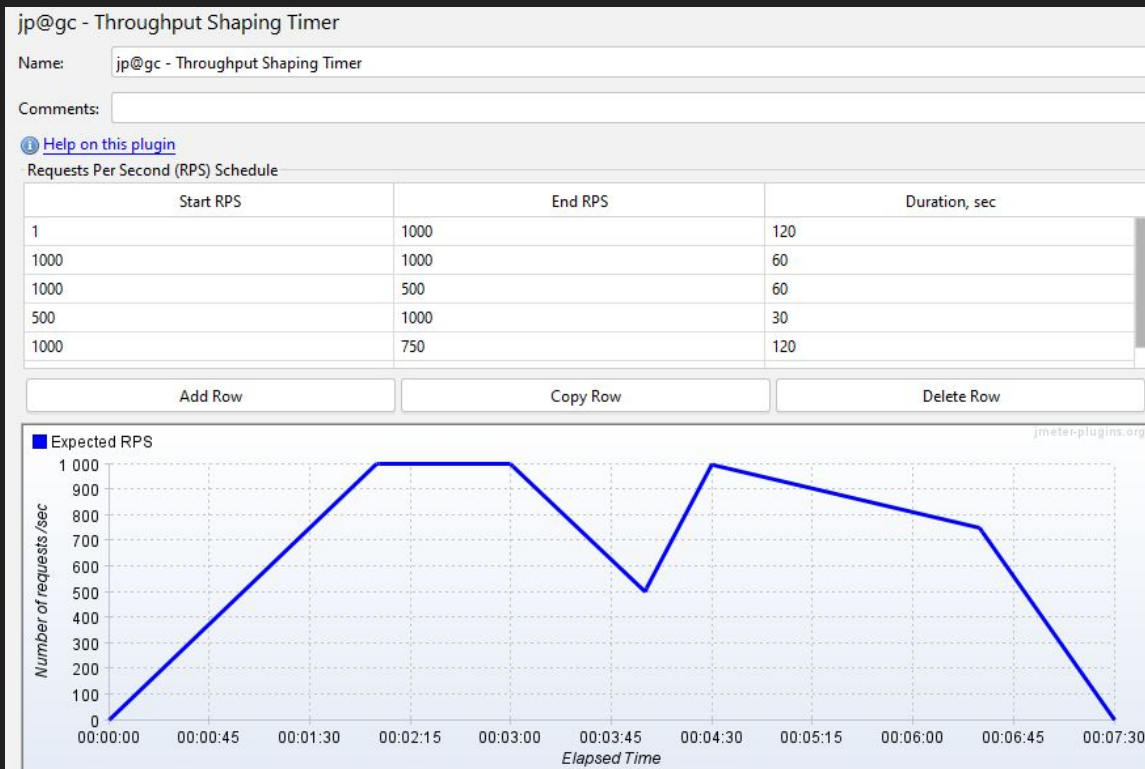 jp@gc - Throughput Shaping Timer
Name: jp@gc - Throughput Shaping Timer
Comments:
Help on this plugin
Requests Per Second (RPS) Schedule
Start RPS End RPS Duration, sec
1 1000 120
1000 1000 60
1000 500 60
500 1000 30
1000 750 120
Add Row Copy Row Delete Row
Expected RPS
jmeter-plugins.org
Number of requests /sec
1 000
900
800
700
600
500
400
300
200
100
0
00:00:00 00:00:45 00:01:30 00:02:15 00:03:00 00:03:45 00:04:30 00:05:15 00:06:00 00:06:45 00:07:30
Elapsed Time